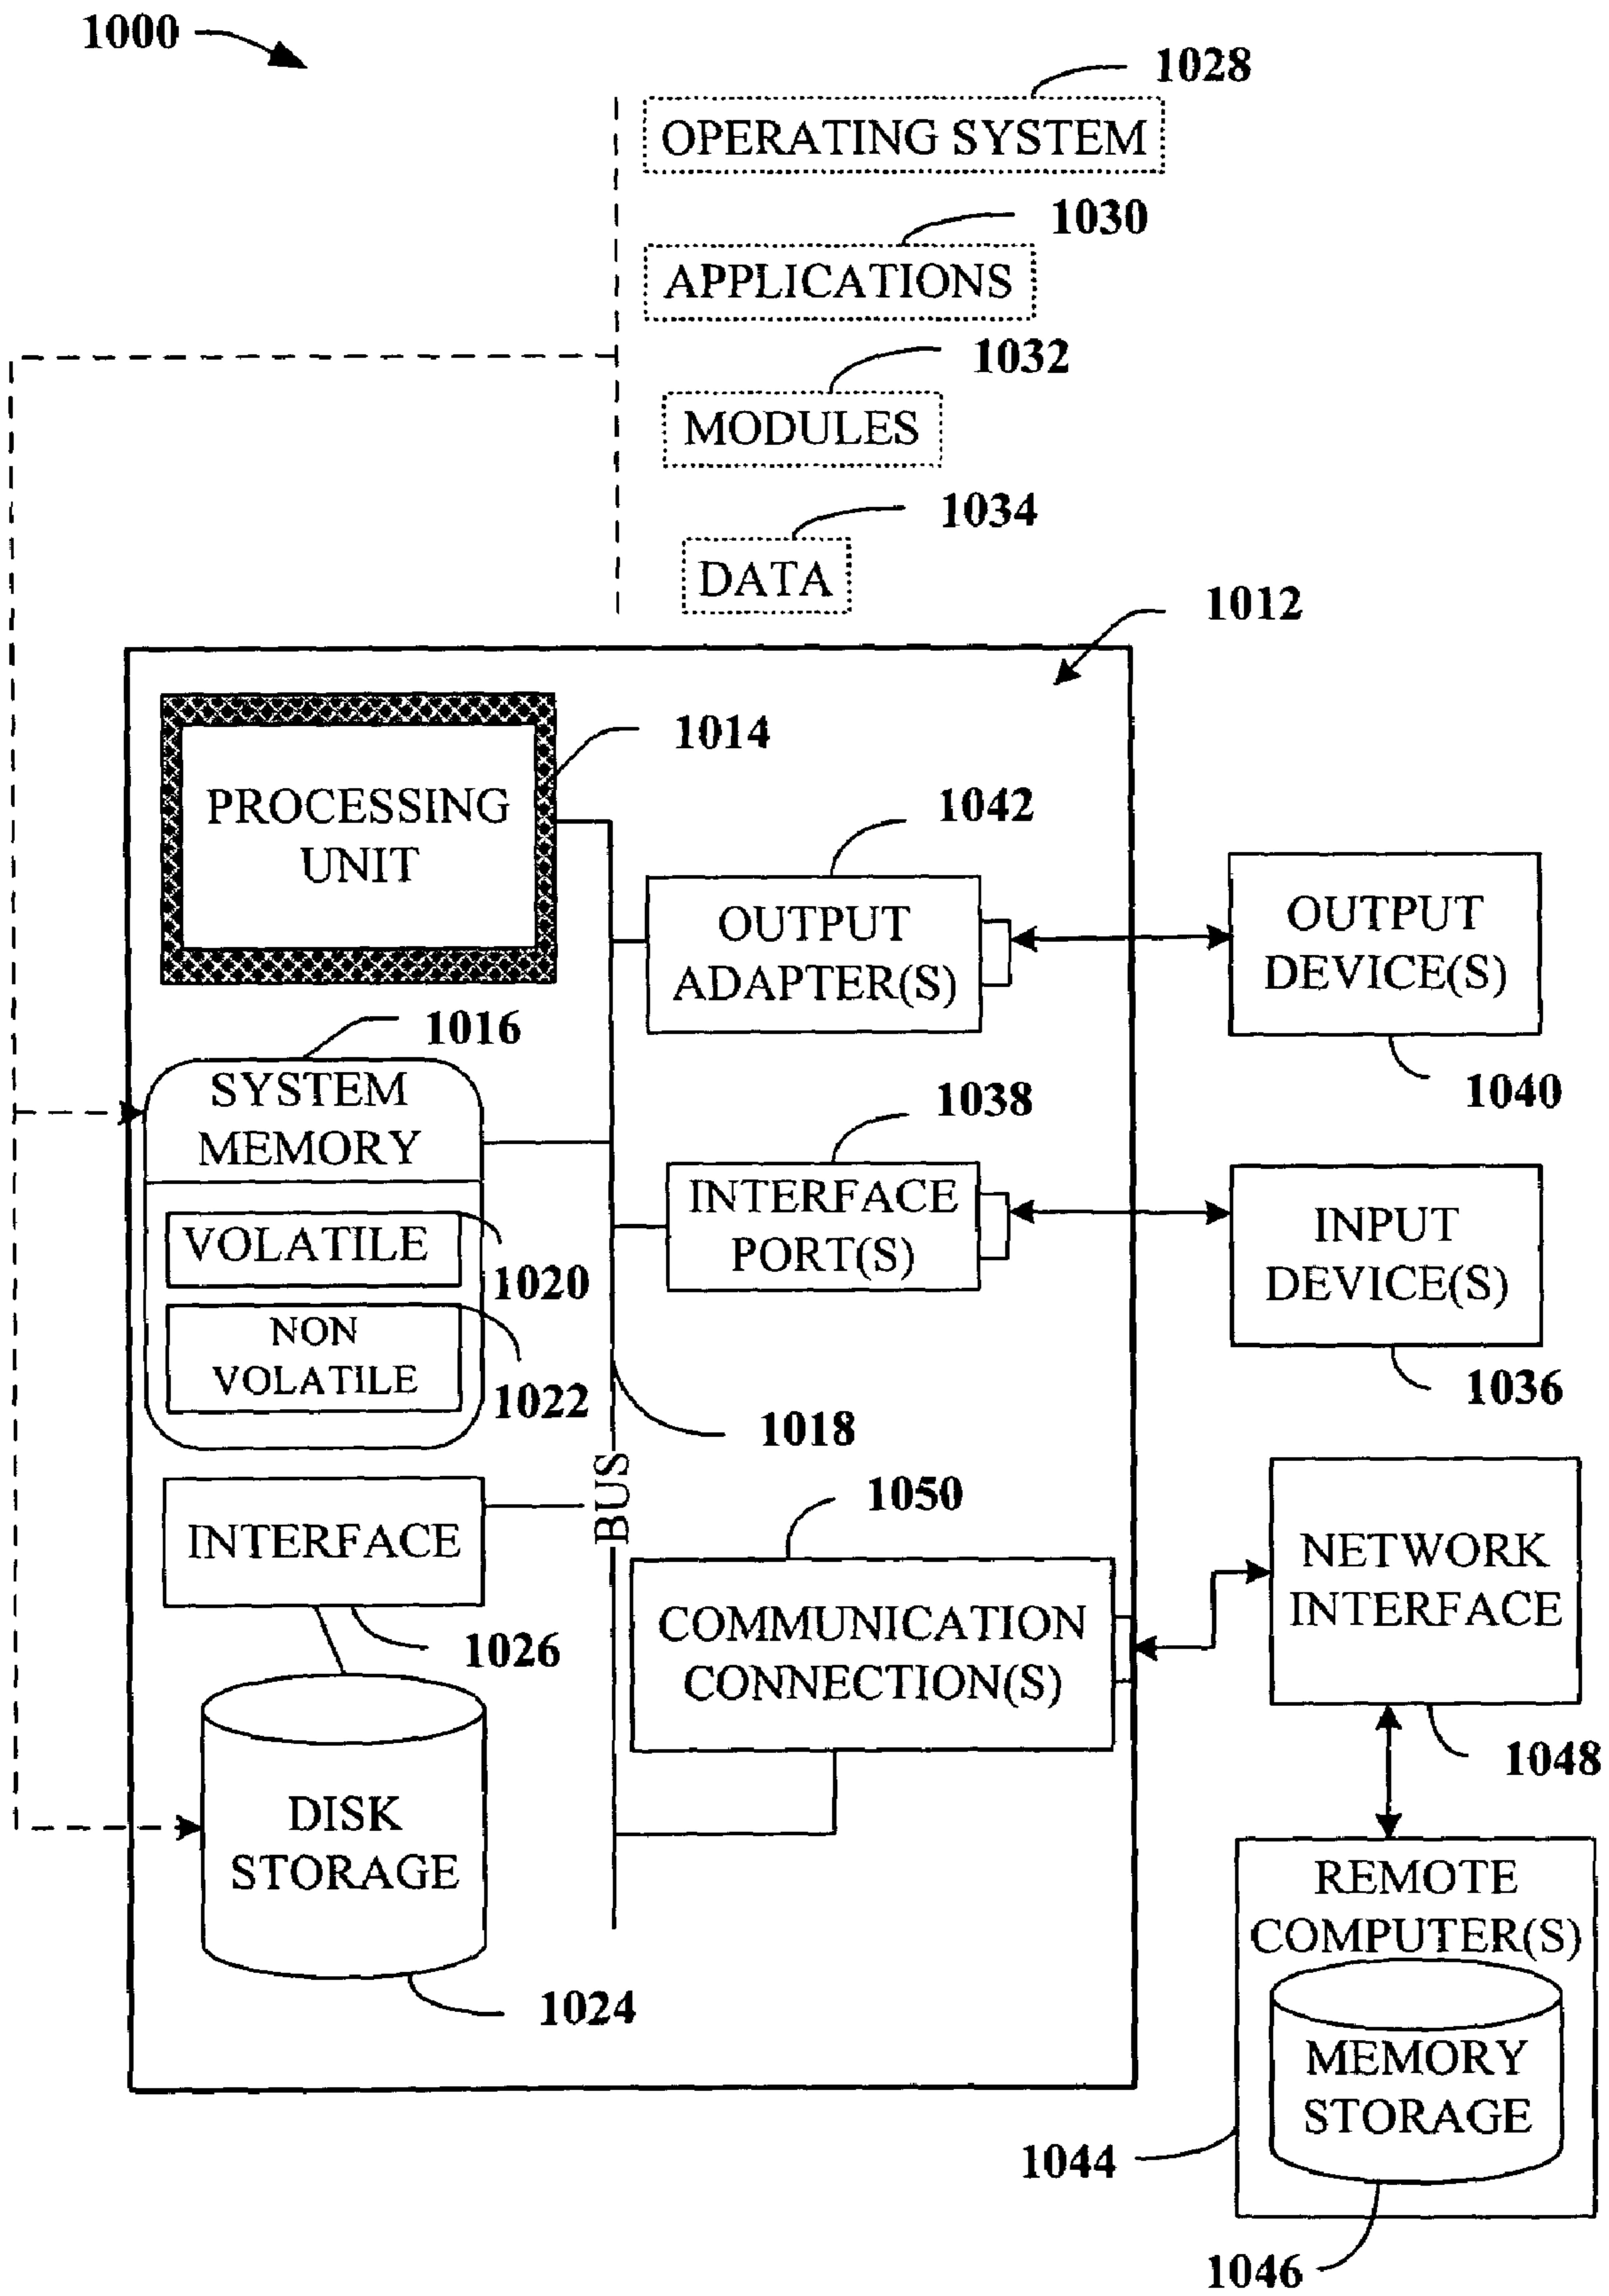 1000
1028
OPERATING SYSTEM
1030
APPLICATIONS
1032
MODULES
1034
DATA
1012
1014
PROCESSING
UNIT
1042
OUTPUT
ADAPTER(S)
OUTPUT
DEVICE(S)
1040
1016
SYSTEM
MEMORY
VOLATILE
1020
NON
VOLATILE
1022
1038
INTERFACE
PORT(S)
INPUT
DEVICE(S)
1036
1018
BUS
INTERFACE
1026
1050
COMMUNICATION
CONNECTION(S)
NETWORK
INTERFACE
1048
DISK
STORAGE
1024
REMOTE
COMPUTER(S)
MEMORY
STORAGE
1044
1046